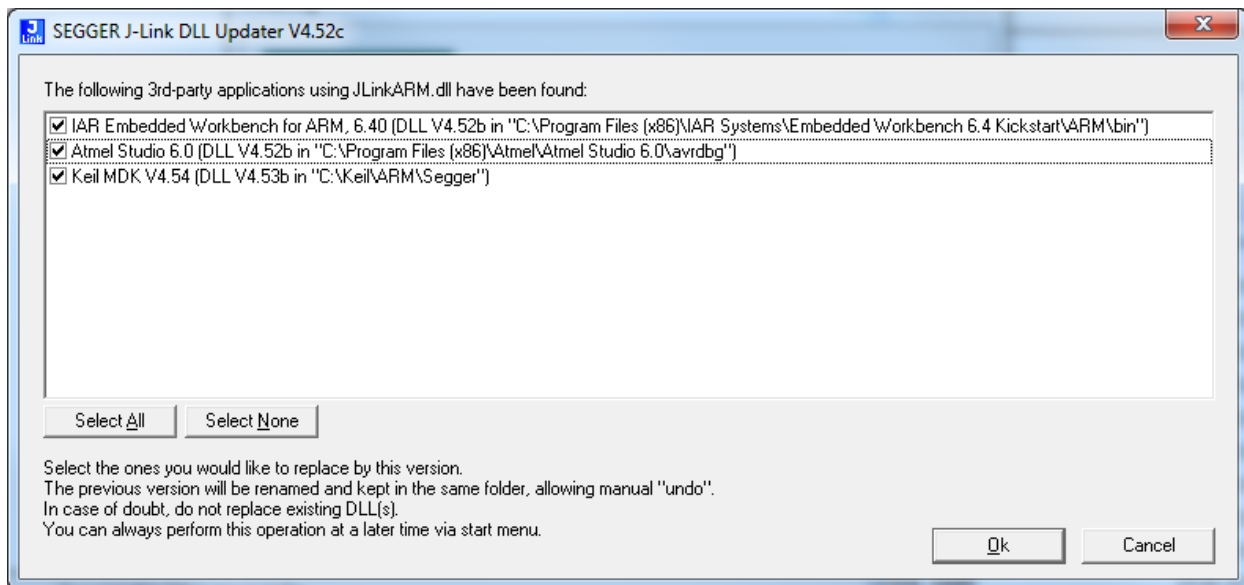 J
Link
SEGGER J-Link DLL Updater V4.52c
The following 3rd-party applications using JLinkARM.dll have been found:
IAR Embedded Workbench for ARM, 6.40 (DLL V4.52b in "C:\Program Files (x86)\IAR Systems\Embedded Workbench 6.4 Kickstart\ARM\bin")
Atmel Studio 6.0 (DLL V4.52b in "C:\Program Files (x86)\Atmel\Atmel Studio 6.0\avrdbg")
Keil MDK V4.54 (DLL V4.53b in "C:\Keil\ARM\Segger")
Select All
Select None
Select the ones you would like to replace by this version.
The previous version will be renamed and kept in the same folder, allowing manual "undo".
In case of doubt, do not replace existing DLL(s).
You can always perform this operation at a later time via start menu.
Ok
Cancel